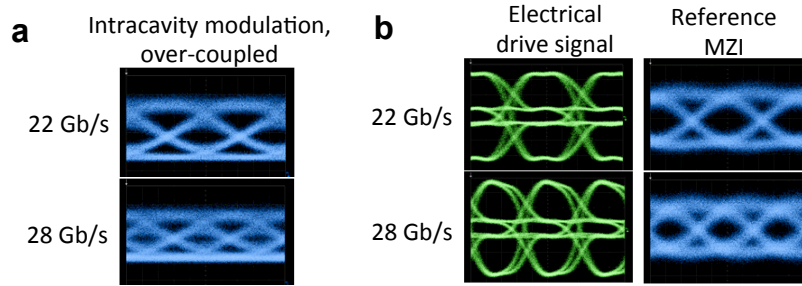 a
Intracavity modulation,
over-coupled
22 Gb/s
28 Gb/s
b
Electrical
drive signal
Reference
MZI
22 Gb/s
28 Gb/s